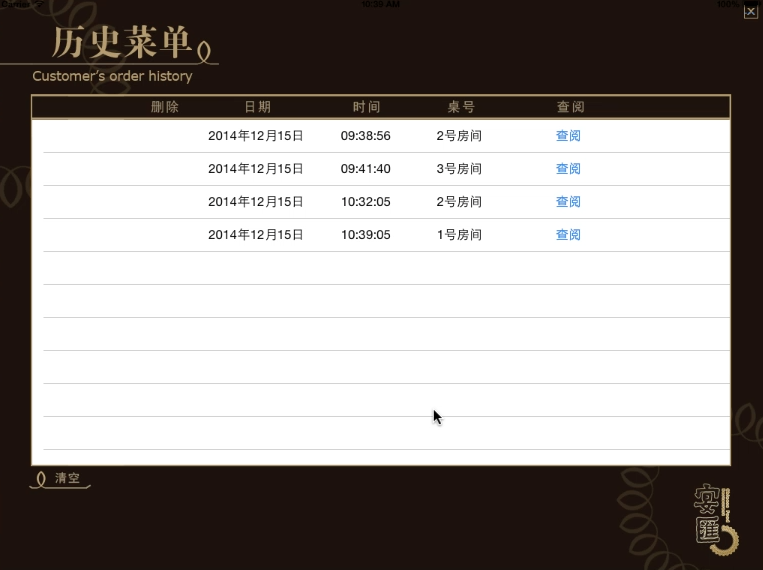 10:39 AM
100%
历史菜单
Customer's order history
删除 日期 时间 桌号 查阅
2014年12月15日 09:38:56 2号房间 查阅
2014年12月15日 09:41:40 3号房间 查阅
2014年12月15日 10:32:05 2号房间 查阅
2014年12月15日 10:39:05 1号房间 查阅
清空
安匯